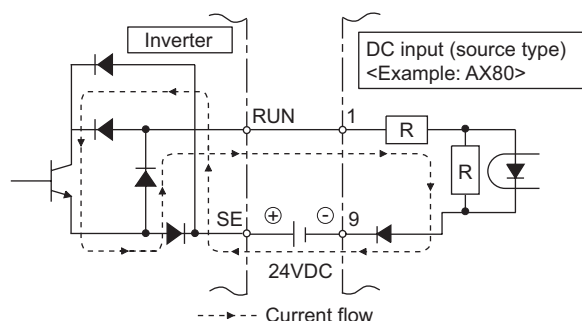 Inverter
DC input (source type)
<Example: AX80>
RUN
1
R
R
SE
⊕
⊖
9
24VDC
Current flow